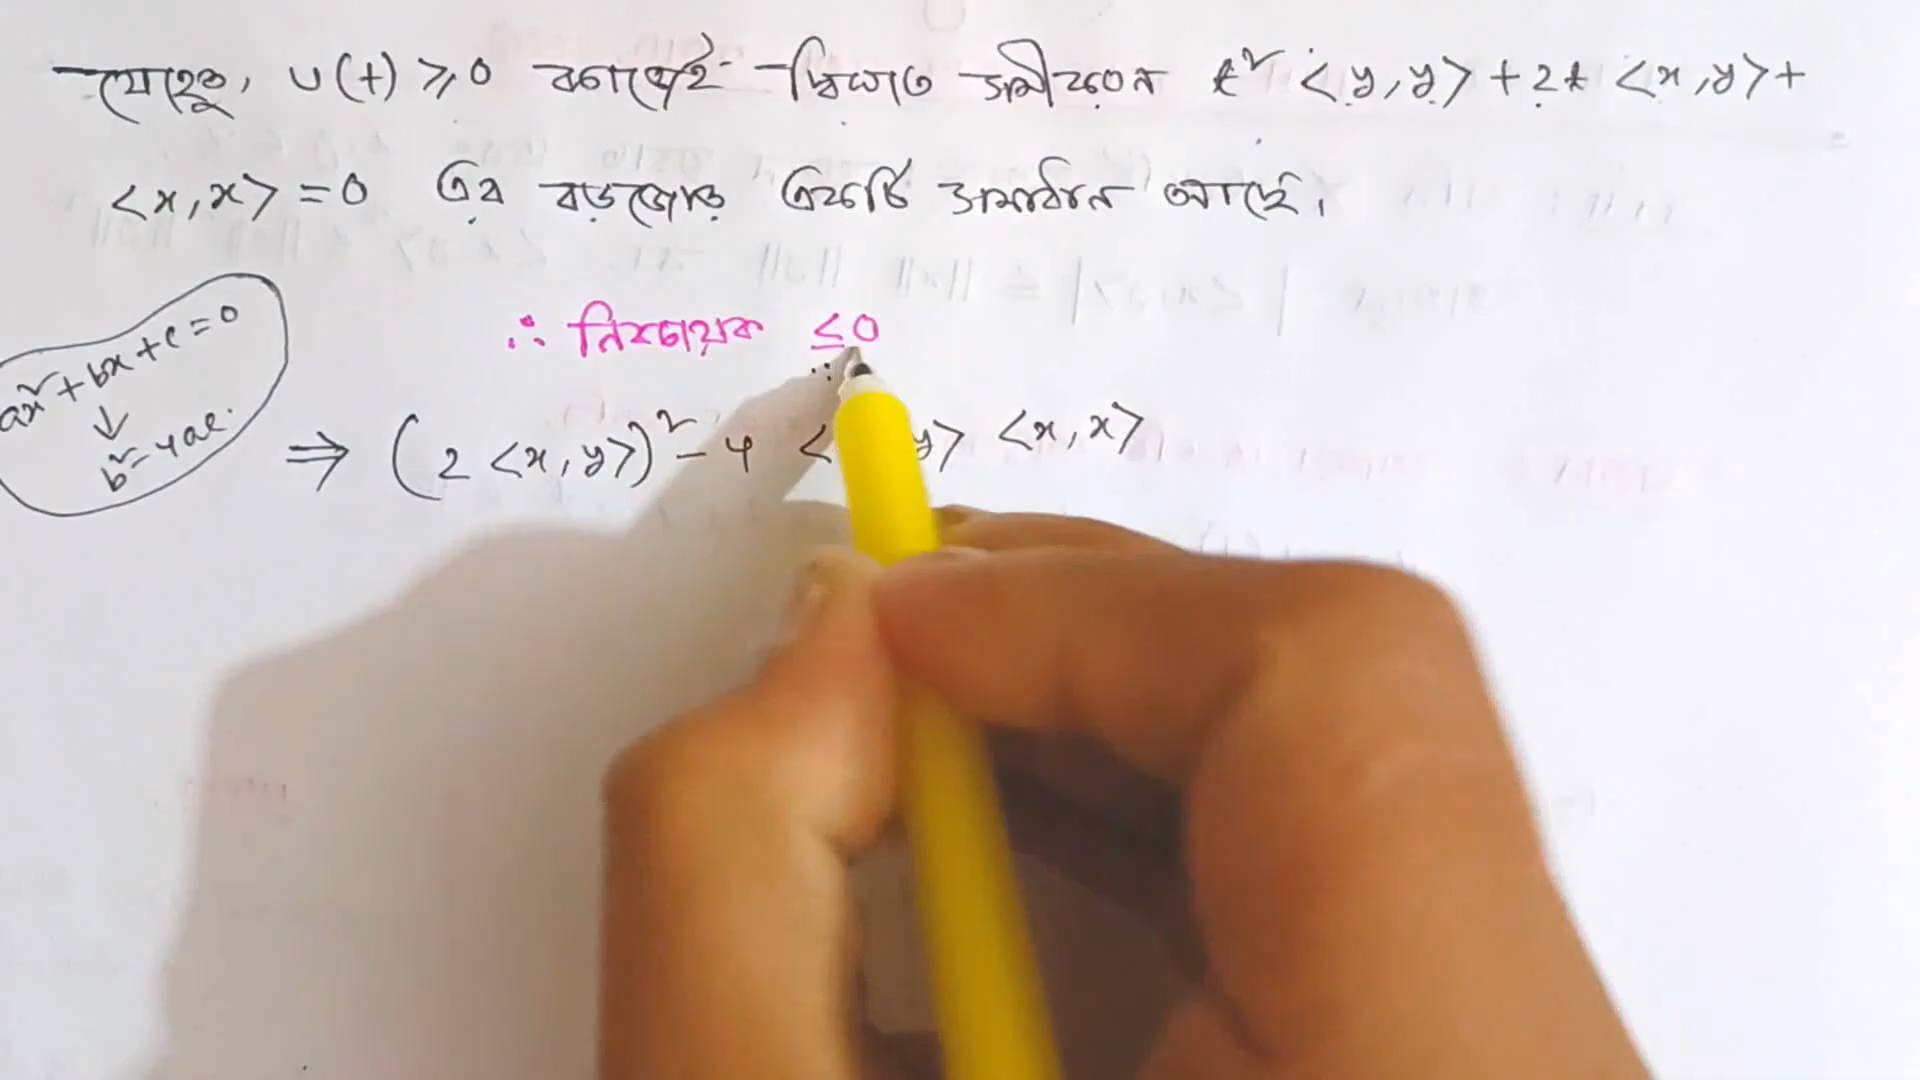 যেহেতু, u(t) ⩾ 0 কাজেই দ্বিঘাত সমীকরণ t² <y,y> + 2t <x,y> +
<x,x> = 0 এর বড়জোড় একটি সমাধান আছে।
∴ নিশ্চায়ক ≤ 0
ax² + bx + c = 0
↓
b² - 4ac.
⇒ (2 <x,y>)² - 4 < y> <x,x>